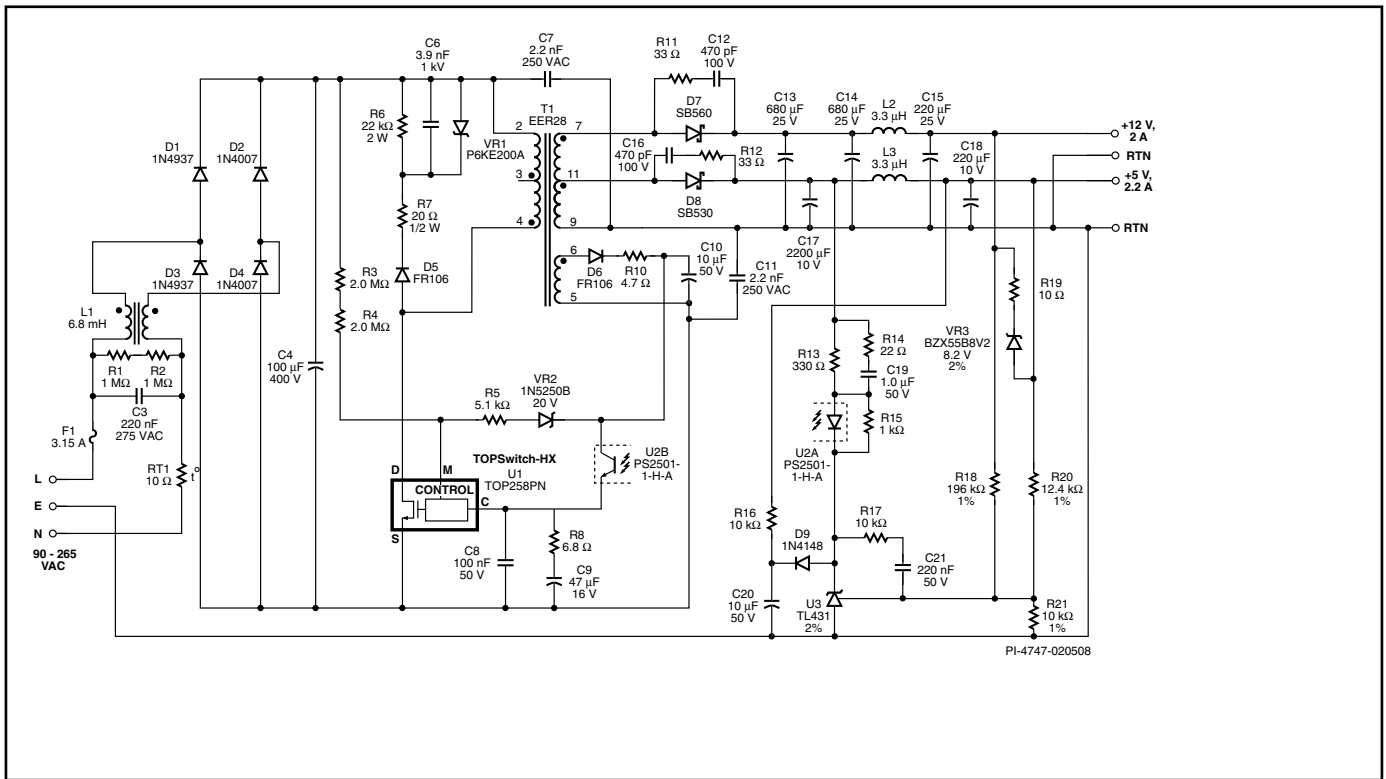 C6
3.9 nF
1 kV
C7
2.2 nF
250 VAC
R11
33 Ω
C12
470 pF
100 V
D7
SB560
C13
680 µF
25 V
C14
680 µF
25 V
L2
3.3 µH
C15
220 µF
25 V
+12 V,
2 A
RTN
+5 V,
2.2 A
RTN
R6
22 kΩ
2 W
VR1
P6KE200A
T1
EER28
2
3
4
7
11
9
6
5
C16
470 pF
100 V
R12
33 Ω
D8
SB530
L3
3.3 µH
C18
220 µF
10 V
D1
1N4937
D2
1N4007
D3
1N4937
D4
1N4007
R7
20 Ω
1/2 W
D5
FR106
R3
2.0 MΩ
R4
2.0 MΩ
D6
FR106
R10
4.7 Ω
C10
10 µF
50 V
C11
2.2 nF
250 VAC
C17
2200 µF
10 V
L1
6.8 mH
R1
1 MΩ
R2
1 MΩ
C3
220 nF
275 VAC
C4
100 µF
400 V
F1
3.15 A
RT1
10 Ω
t°
L
E
N
90 - 265
VAC
R5
5.1 kΩ
VR2
1N5250B
20 V
U2B
PS2501-
1-H-A
TOPSwitch-HX
U1
TOP258PN
D
M
CONTROL
C
S
C8
100 nF
50 V
R8
6.8 Ω
C9
47 µF
16 V
R13
330 Ω
R14
22 Ω
C19
1.0 µF
50 V
R15
1 kΩ
U2A
PS2501-
1-H-A
R19
10 Ω
VR3
BZX55B8V2
8.2 V
2%
R16
10 kΩ
D9
1N4148
R17
10 kΩ
C21
220 nF
50 V
R18
196 kΩ
1%
R20
12.4 kΩ
1%
C20
10 µF
50 V
U3
TL431
2%
R21
10 kΩ
1%
PI-4747-020508